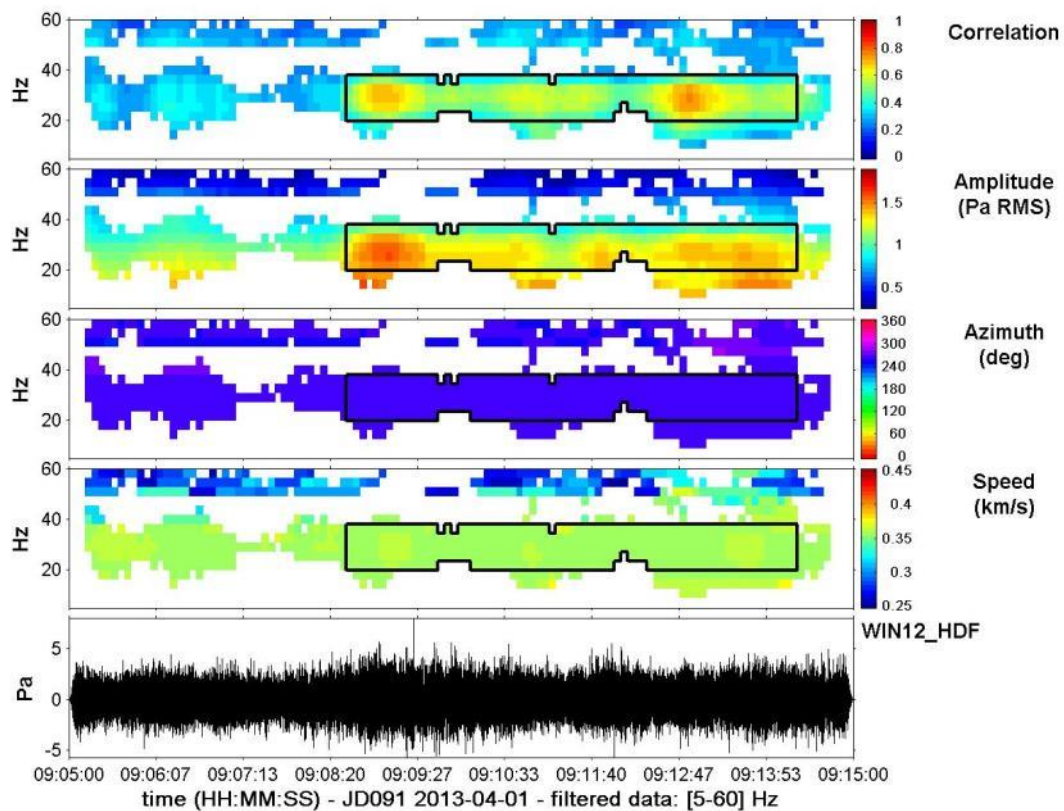 60
Hz
40
20
1
0.8
0.6
0.4
0.2
0
Correlation
60
Hz
40
20
1.5
1
0.5
Amplitude
(Pa RMS)
60
Hz
40
20
360
300
240
180
120
60
0
Azimuth
(deg)
60
Hz
40
20
0.45
0.4
0.35
0.3
0.25
Speed
(km/s)
WIN12_HDF
Pa
5
0
-5
09:05:00 09:06:07 09:07:13 09:08:20 09:09:27 09:10:33 09:11:40 09:12:47 09:13:53 09:15:00
time (HH:MM:SS) - JD091 2013-04-01 - filtered data: [5-60] Hz